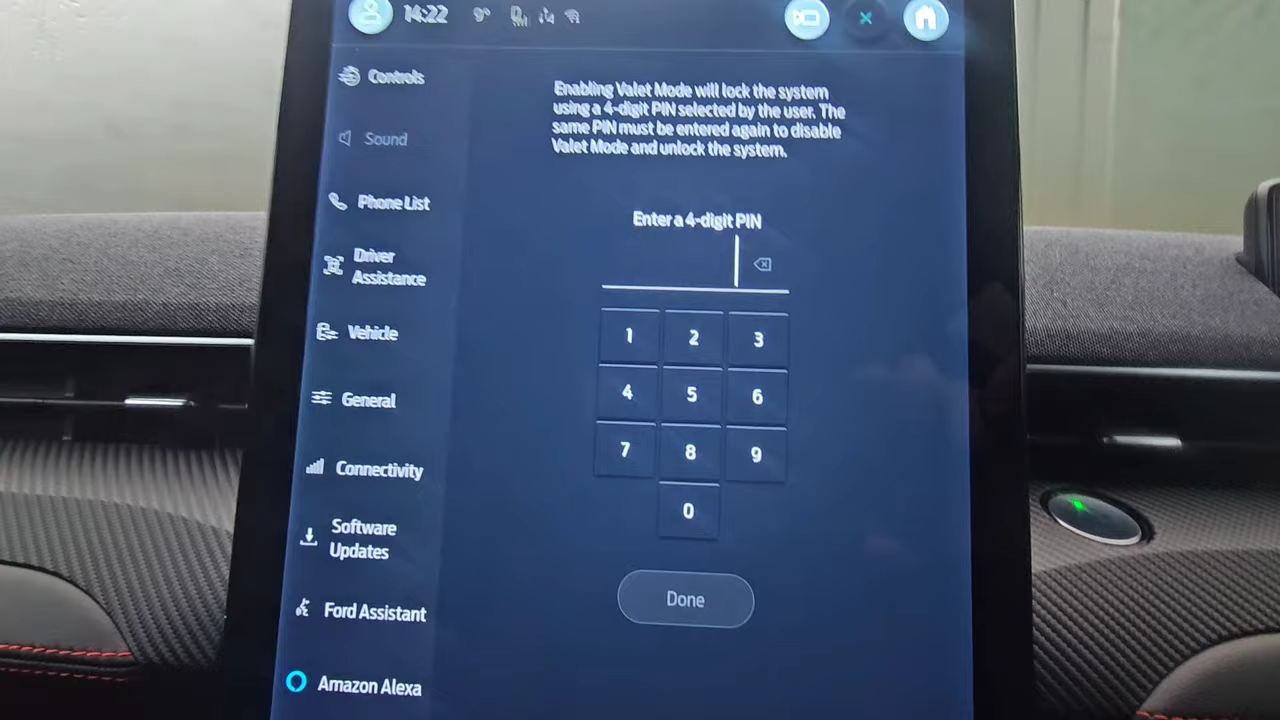 14:22
9°
Controls
Sound
Phone List
Driver
Assistance
Vehicle
General
Connectivity
Software
Updates
Ford Assistant
Amazon Alexa
Enabling Valet Mode will lock the system
using a 4-digit PIN selected by the user. The
same PIN must be entered again to disable
Valet Mode and unlock the system.
Enter a 4-digit PIN
1 2 3
4 5 6
7 8 9
0
Done